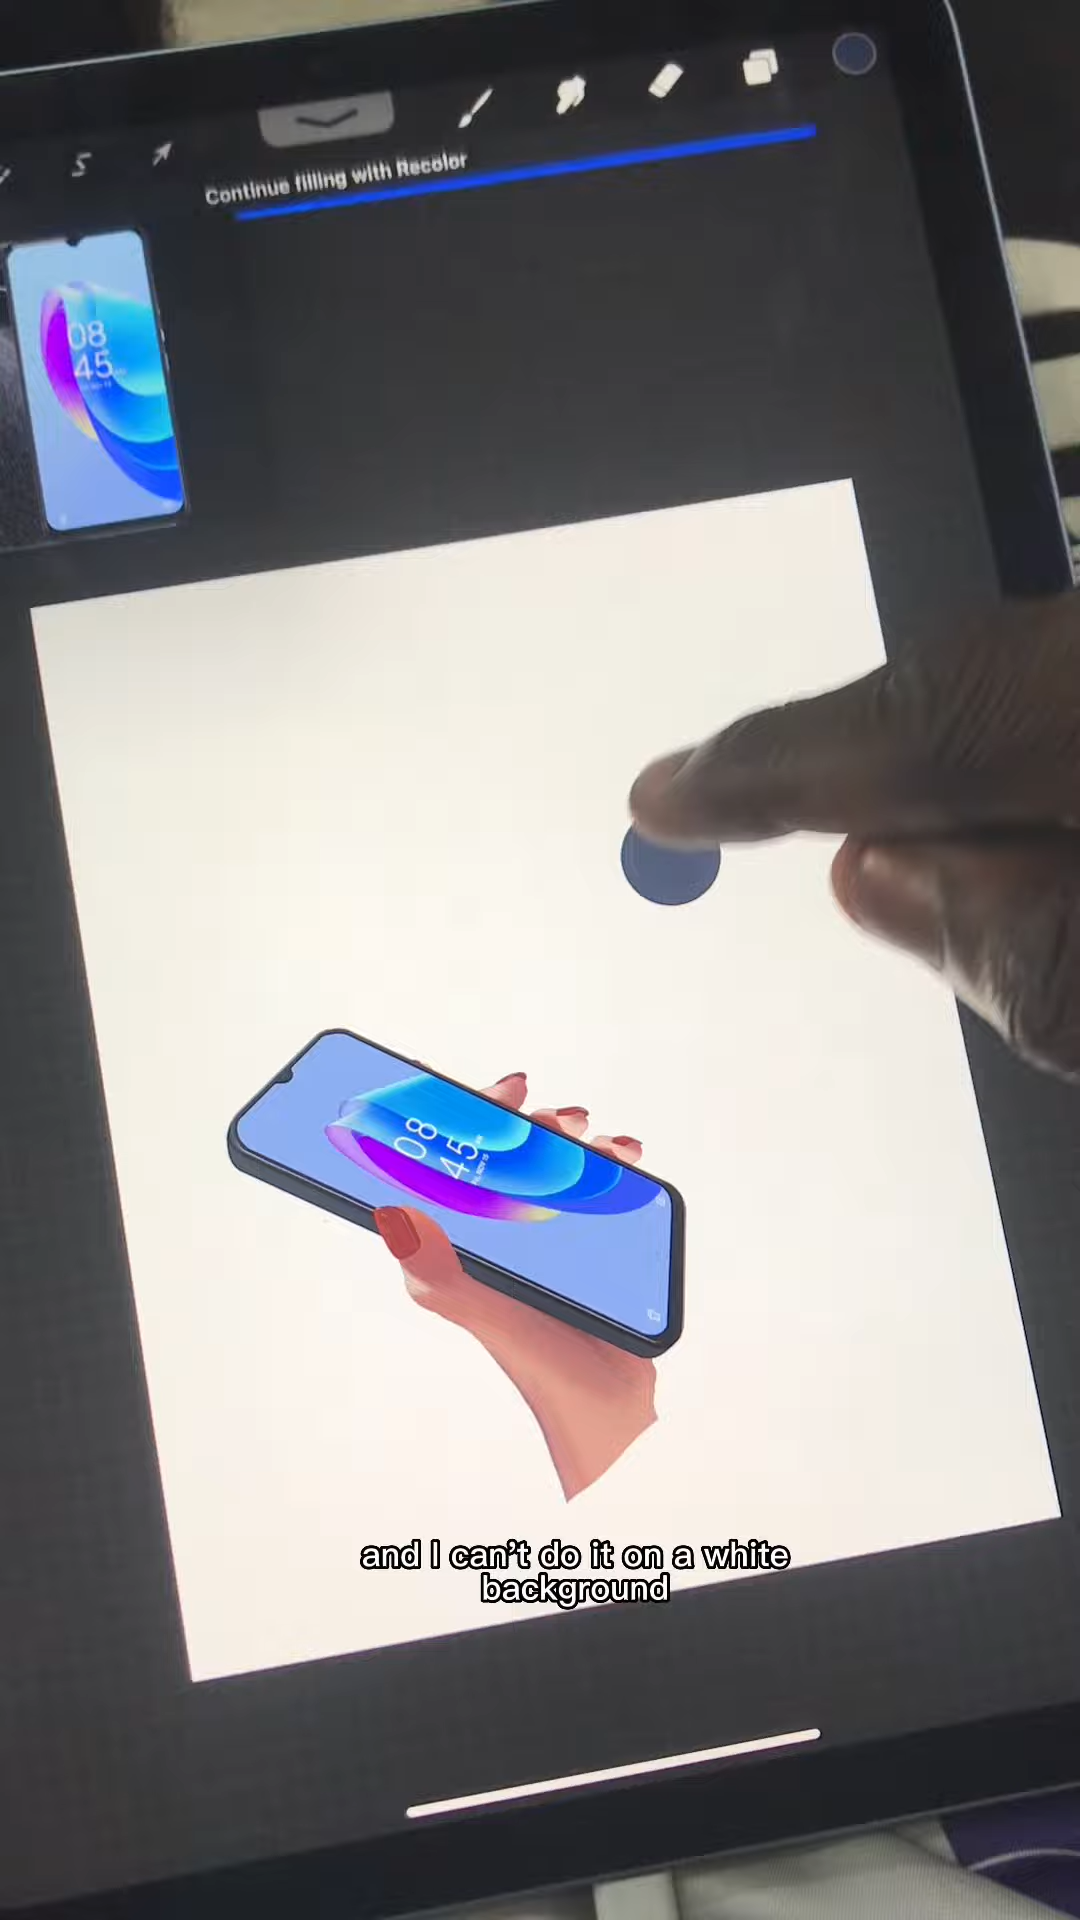 S
Continue filling with Recolor
08
45
08
45
and I can't do it on a white
background